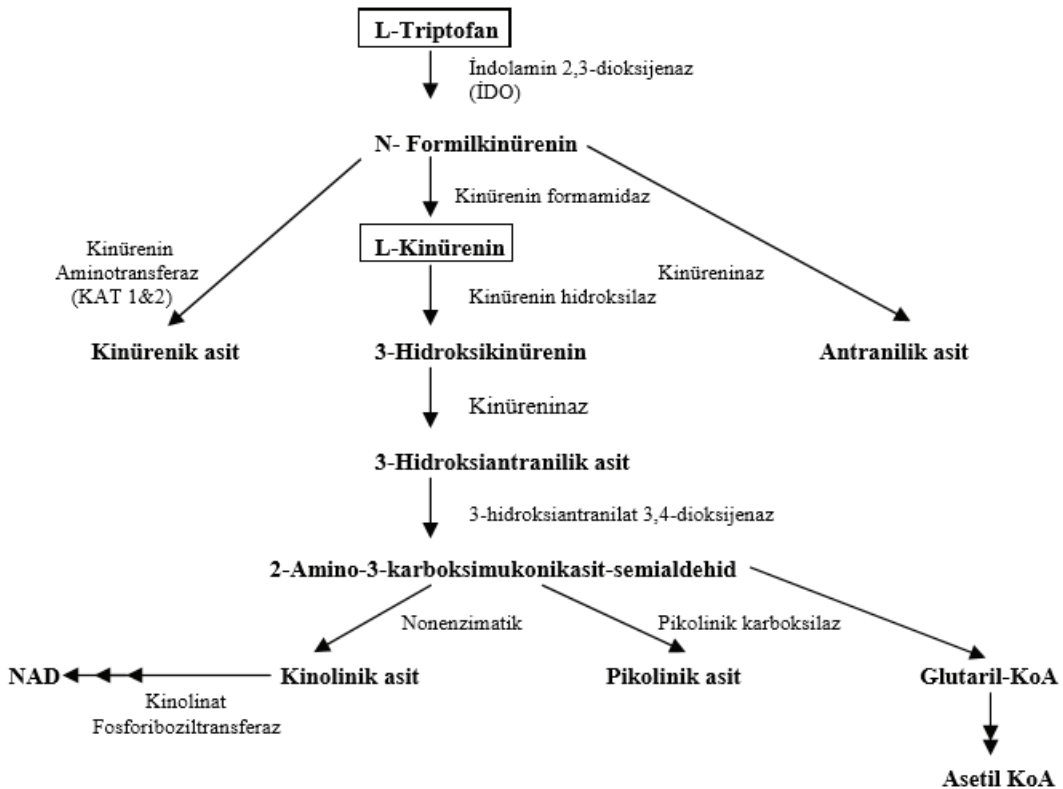 L-Triptofan
İndolamin 2,3-dioksijenaz
(İDO)
N- Formilkinürenin
Kinürenin formamidaz
Kinürenin
Aminotransferaz
(KAT 1&2)
L-Kinürenin
Kinüreninaz
Kinürenin hidroksilaz
Kinürenik asit
3-Hidroksikinürenin
Antranilik asit
Kinüreninaz
3-Hidroksiantranilik asit
3-hidroksiantranilat 3,4-dioksijenaz
2-Amino-3-karboksimukonikasit-semialdehid
Nonenzimatik
Pikolinik karboksilaz
NAD
Kinolinik asit
Pikolinik asit
Glutaril-KoA
Kinolinat
Fosforiboziltransferaz
Asetil KoA